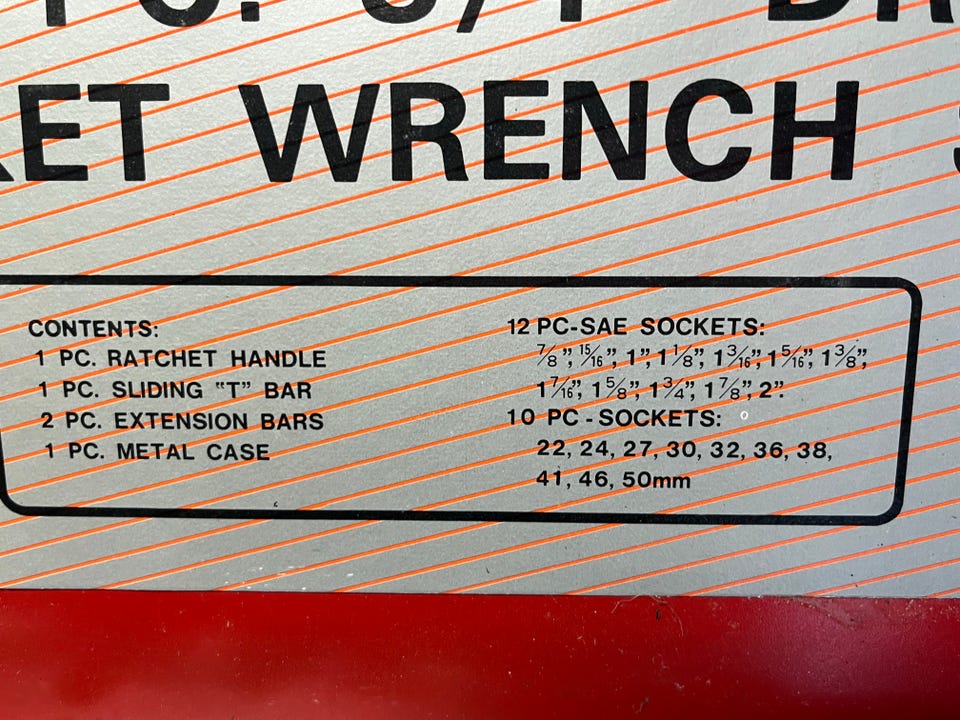 WRENCH
CONTENTS:
1 PC. RATCHET HANDLE
1 PC. SLIDING "T" BAR
2 PC. EXTENSION BARS
1 PC. METAL CASE
12 PC-SAE SOCKETS:
7/8", 15/16", 1", 1 1/8", 1 3/16", 1 5/16", 1 3/8",
1 7/16", 1 5/8", 1 3/4", 1 7/8", 2".
10 PC-SOCKETS:
22, 24, 27, 30, 32, 36, 38,
41, 46, 50mm